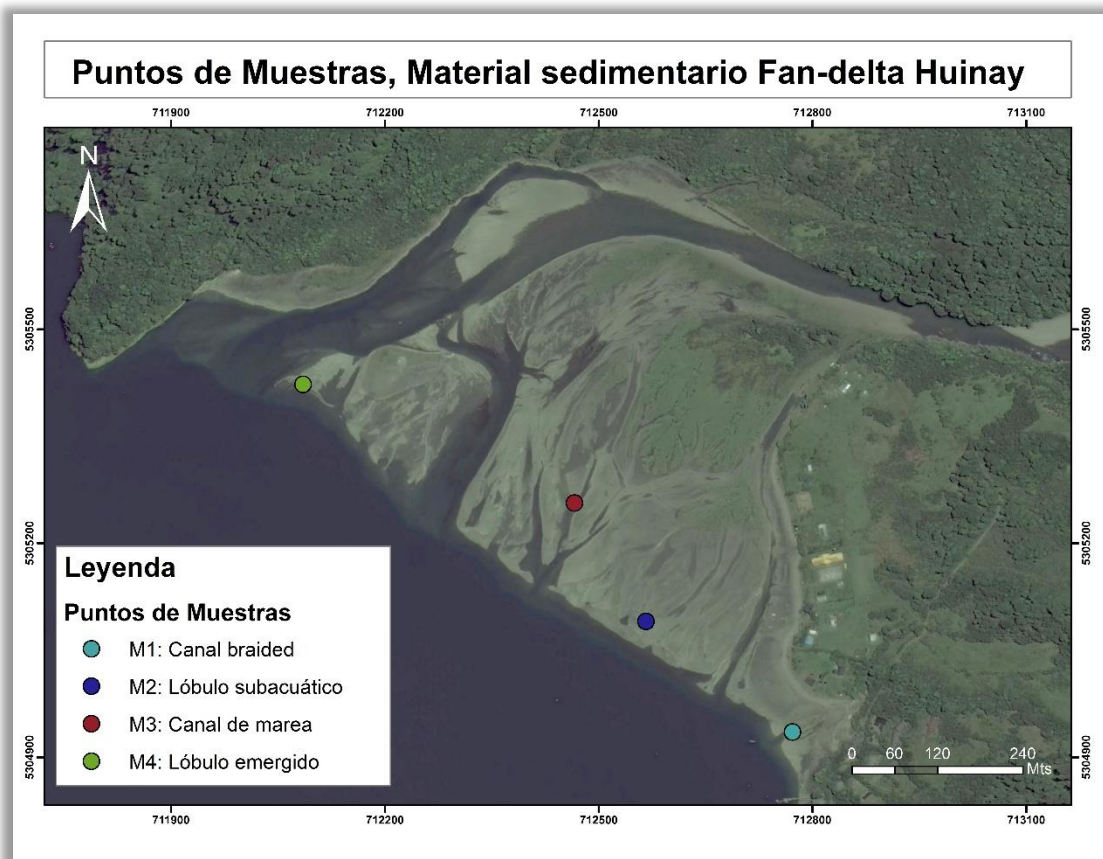 Puntos de Muestras, Material sedimentario Fan-delta Huinay
711900 712200 712500 712800 713100
N
5305500 5305500
5305200 5305200
Leyenda
Puntos de Muestras
M1: Canal braided
M2: Lóbulo subacuático
M3: Canal de marea
M4: Lóbulo emergido
5304900 5304900
0 60 120 240
Mts
711900 712200 712500 712800 713100